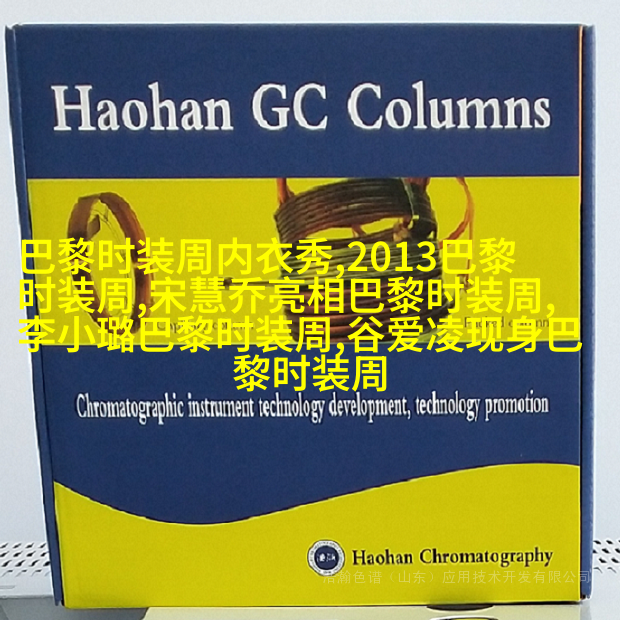 Haohan GC Columns
巴黎时装周内衣秀,2013巴黎
时装周,宋慧乔亮相巴黎时装周,
李小璐巴黎时装周,谷爱凌现身巴
黎时装周
Chromatographic instrument technology development, technology promotion
Haohan Chromatography
浩瀚色谱（山东）应用技术开发有限公司